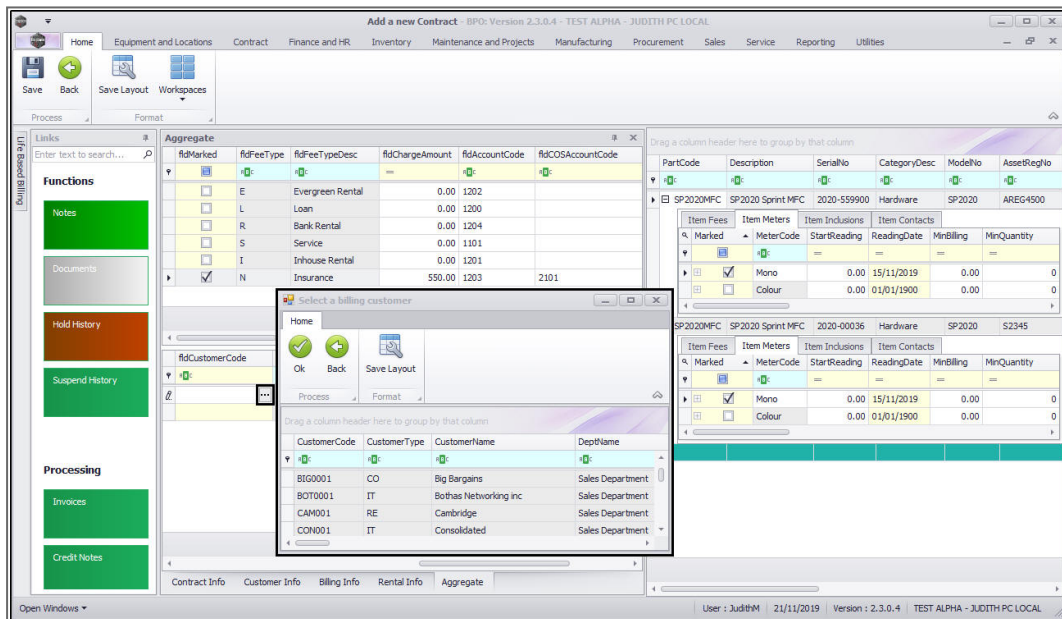 Add a new Contract - BPO: Version 2.3.0.4 - TEST ALPHA - JUDITH PC LOCAL
Home Equipment and Locations Contract Finance and HR Inventory Maintenance and Projects Manufacturing Procurement Sales Service Reporting Utilities
Save Back Save Layout Workspaces
Process Format
Life Based Billing
Links
Enter text to search...
Functions
Notes
Documents
Hold History
Suspend History
Processing
Invoices
Credit Notes
Aggregate
fldMarked fldFeeType fldFeeTypeDesc fldChargeAmount fldAccountCode fldCOSAccountCode
E Evergreen Rental 0.00 1202
L Loan 0.00 1200
R Bank Rental 0.00 1204
S Service 0.00 1101
I Inhouse Rental 0.00 1201
N Insurance 550.00 1203 2101
fldCustomerCode
Select a billing customer
Home
Ok Back Save Layout
Process Format
Drag a column header here to group by that column
CustomerCode CustomerType CustomerName DeptName
BIG0001 CO Big Bargains Sales Department
BOT0001 IT Bothas Networking inc Sales Department
CAM001 RE Cambridge Sales Department
CON001 IT Consolidated Sales Department
Contract Info Customer Info Billing Info Rental Info Aggregate
Drag a column header here to group by that column
PartCode Description SerialNo CategoryDesc ModelNo AssetRegNo
SP2020MFC SP2020 Sprint MFC 2020-559900 Hardware SP2020 AREG4500
Item Fees Item Meters Item Inclusions Item Contacts
Marked MeterCode StartReading ReadingDate MinBilling MinQuantity
Mono 0.00 15/11/2019 0.00 0
Colour 0.00 01/01/1900 0.00 0
SP2020MFC SP2020 Sprint MFC 2020-00036 Hardware SP2020 S2345
Item Fees Item Meters Item Inclusions Item Contacts
Marked MeterCode StartReading ReadingDate MinBilling MinQuantity
Mono 0.00 15/11/2019 0.00 0
Colour 0.00 01/01/1900 0.00 0
Open Windows User : JudithM 21/11/2019 Version : 2.3.0.4 TEST ALPHA - JUDITH PC LOCAL